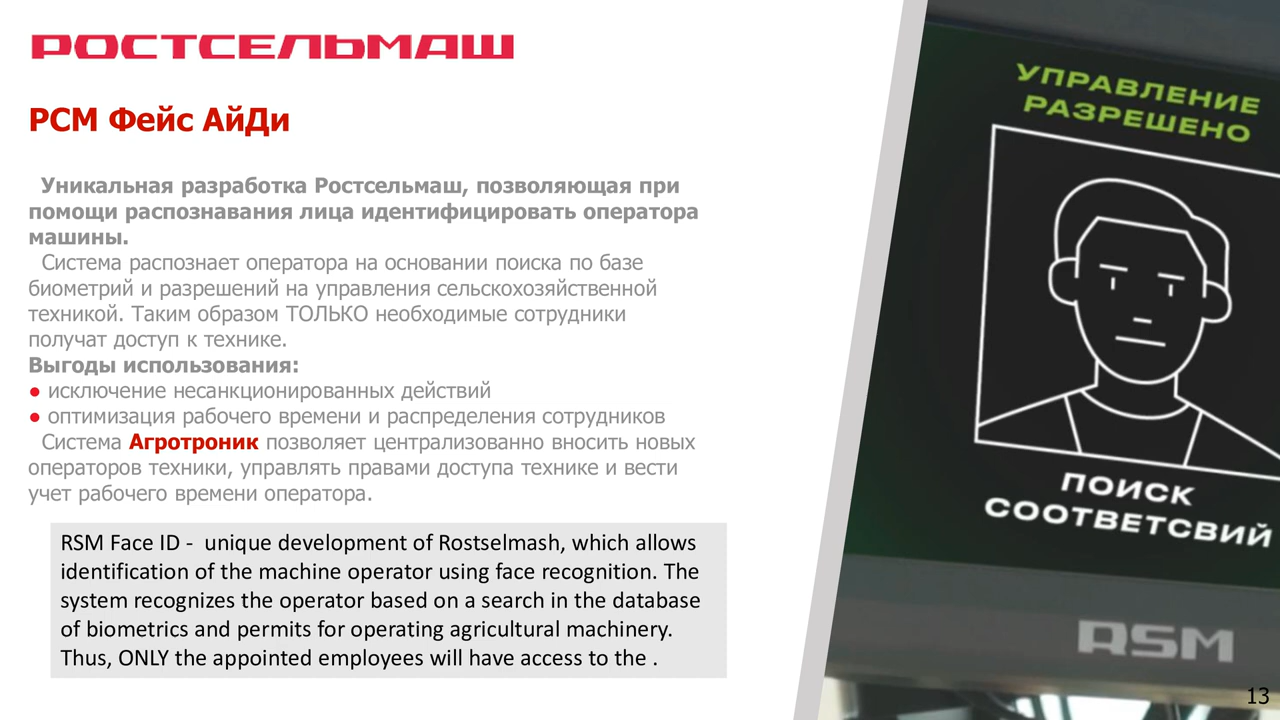 РОСТСЕЛЬМАШ
РСМ Фейс АйДи
Уникальная разработка Ростсельмаш, позволяющая при
помощи распознавания лица идентифицировать оператора
машины.
Система распознает оператора на основании поиска по базе
биометрий и разрешений на управления сельскохозяйственной
техникой. Таким образом ТОЛЬКО необходимые сотрудники
получат доступ к технике.
Выгоды использования:
● исключение несанкционированных действий
● оптимизация рабочего времени и распределения сотрудников
Система Агротроник позволяет централизованно вносить новых
операторов техники, управлять правами доступа технике и вести
учет рабочего времени оператора.
RSM Face ID - unique development of Rostselmash, which allows
identification of the machine operator using face recognition. The
system recognizes the operator based on a search in the database
of biometrics and permits for operating agricultural machinery.
Thus, ONLY the appointed employees will have access to the .
УПРАВЛЕНИЕ
РАЗРЕШЕНО
ПОИСК
СООТВЕТСВИЙ
RSM
13